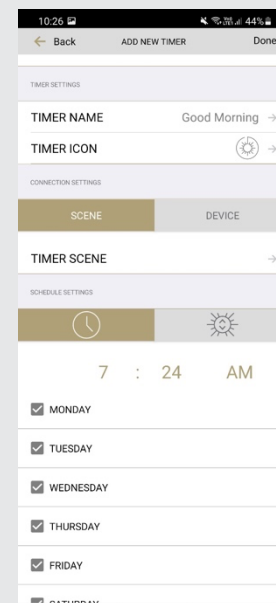 10:26 44%
← Back ADD NEW TIMER Done
TIMER SETTINGS
TIMER NAME Good Morning →
TIMER ICON →
CONNECTION SETTINGS
SCENE DEVICE
TIMER SCENE →
SCHEDULE SETTINGS
7 : 24 AM
MONDAY
TUESDAY
WEDNESDAY
THURSDAY
FRIDAY
SATURDAY